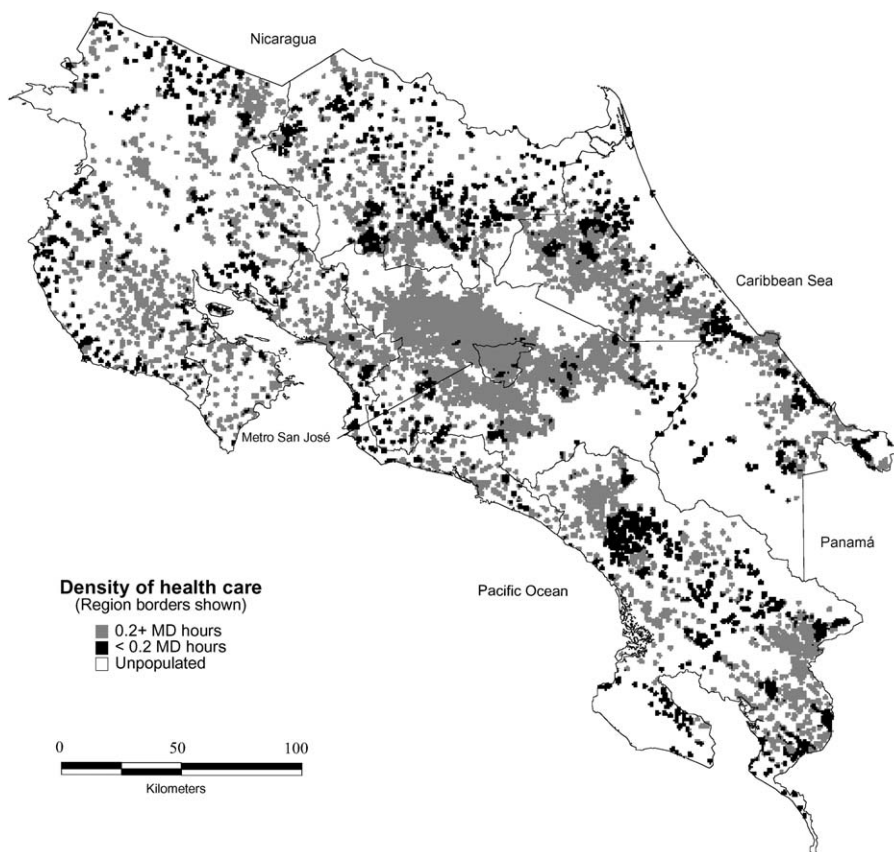 Nicaragua
Caribbean Sea
Metro San José
Panamá
Pacific Ocean
Density of health care
(Region borders shown)
0.2+ MD hours
< 0.2 MD hours
Unpopulated
0 50 100
Kilometers